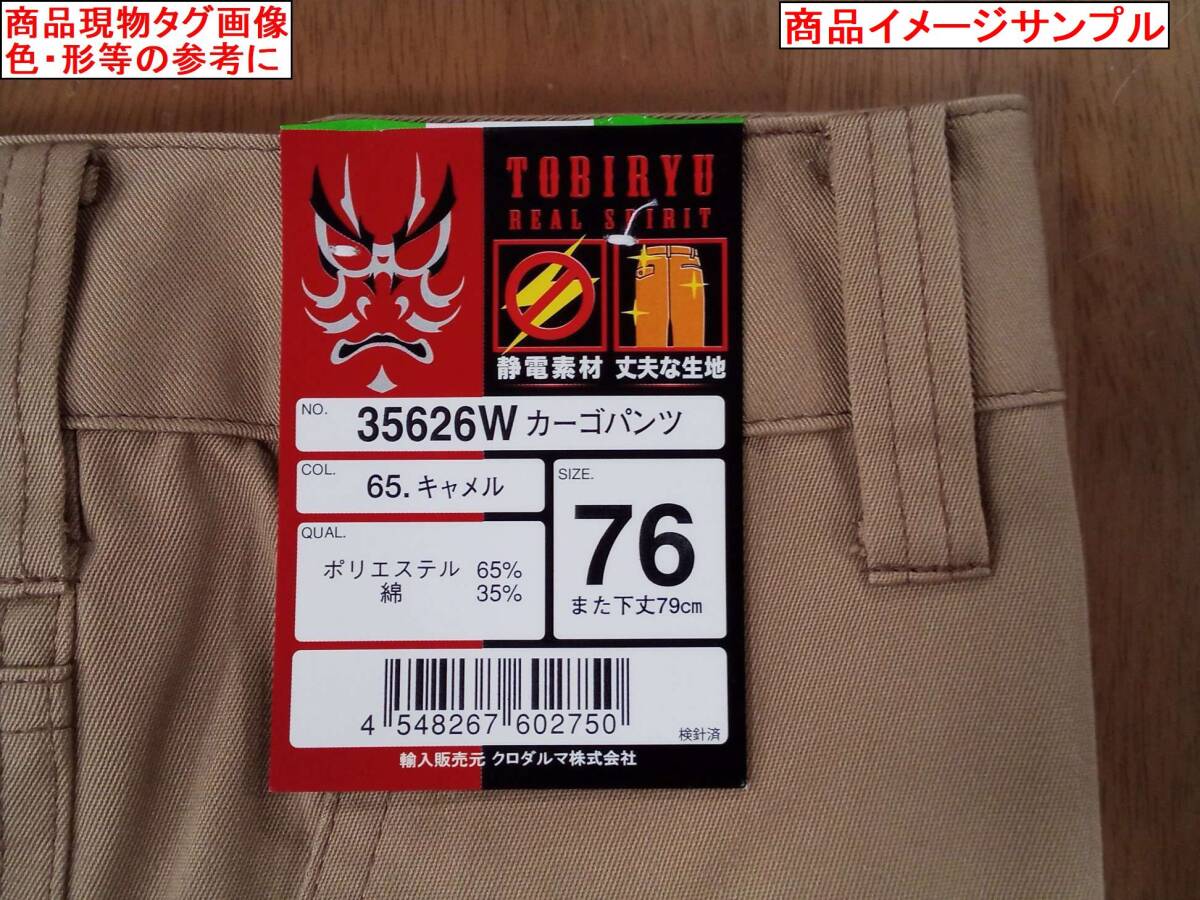 商品現物タグ画像
色・形等の参考に
商品イメージサンプル
TOBIRYU
REAL SPIRIT
静電素材 丈夫な生地
NO. 35626W カーゴパンツ
COL. 65. キャメル
SIZE. 76
また下丈79cm
QUAL.
ポリエステル 65%
綿 35%
4 548267 602750
検針済
輸入販売元 クロダルマ株式会社